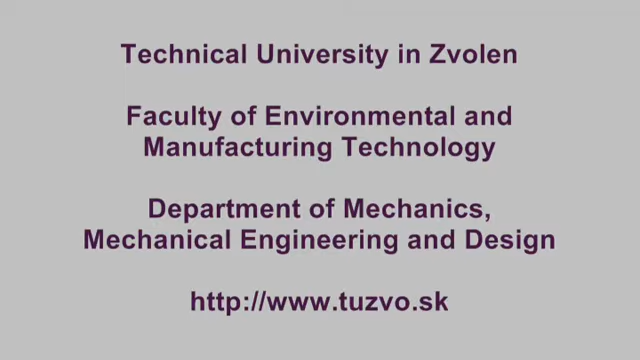 Technical University in Zvolen
Faculty of Environmental and
Manufacturing Technology
Department of Mechanics,
Mechanical Engineering and Design
http://www.tuzvo.sk